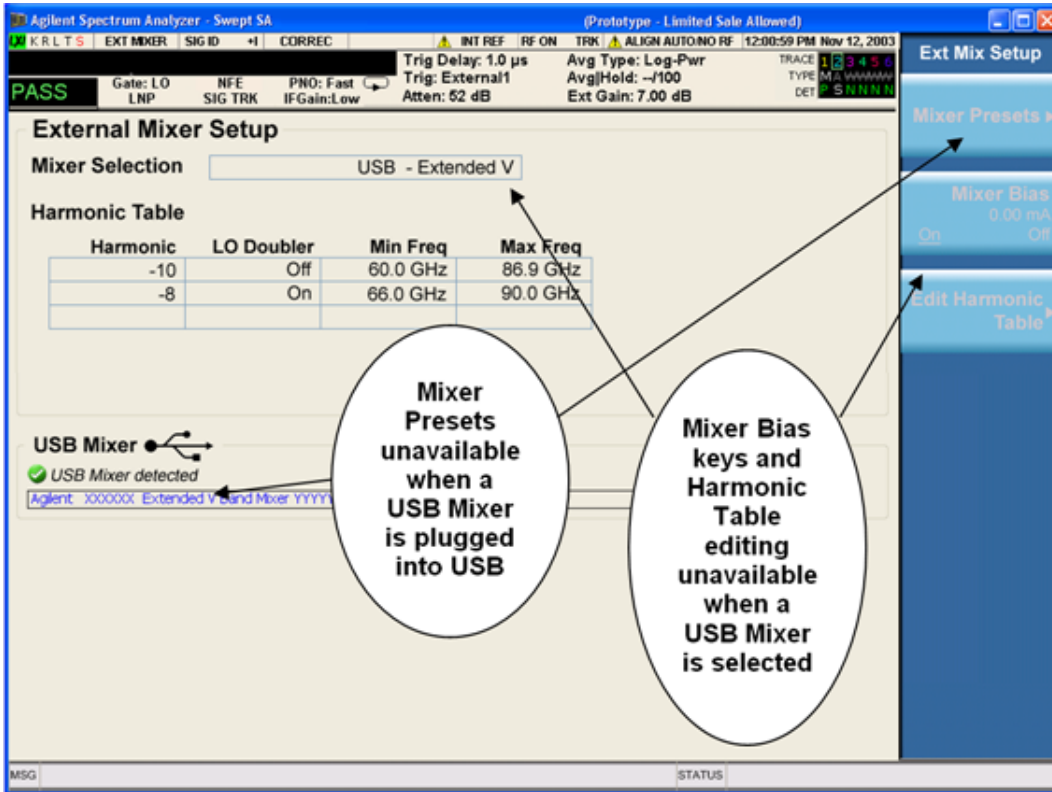 Agilent Spectrum Analyzer - Swept SA (Prototype - Limited Sale Allowed)
LXI K R L T S EXT MIXER SIG ID +I CORREC INT REF RF ON TRK ALIGN AUTO/NO RF 12:00:59 PM Nov 12, 2003
Trig Delay: 1.0 µs Avg Type: Log-Pwr TRACE 1 2 3 4 5 6
PASS Gate: LO NFE PNO: Fast Trig: External1 Avg|Hold: --/100 TYPE M A W W W W
LNP SIG TRK IFGain:Low Atten: 52 dB Ext Gain: 7.00 dB DET P S N N N N
Ext Mix Setup
Mixer Presets
Mixer Bias
0.00 mA
On Off
Edit Harmonic
Table
External Mixer Setup
Mixer Selection USB - Extended V
Harmonic Table
Harmonic LO Doubler Min Freq Max Freq
-10 Off 60.0 GHz 86.9 GHz
-8 On 66.0 GHz 90.0 GHz
USB Mixer
USB Mixer detected
Agilent XXXXXX Extended V Band Mixer
Mixer
Presets
unavailable
when a
USB Mixer
is plugged
into USB
Mixer Bias
keys and
Harmonic
Table
editing
unavailable
when a
USB Mixer
is selected
MSG STATUS